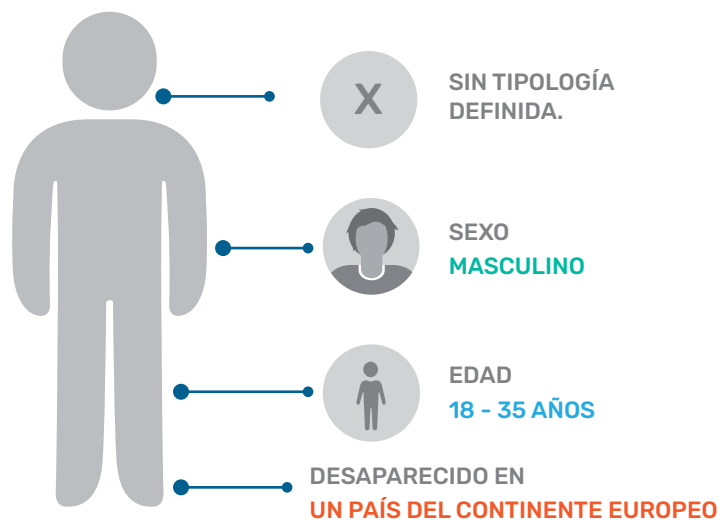 X
SIN TIPOLOGÍA
DEFINIDA.
SEXO
MASCULINO
EDAD
18 - 35 AÑOS
DESAPARECIDO EN
UN PAÍS DEL CONTINENTE EUROPEO